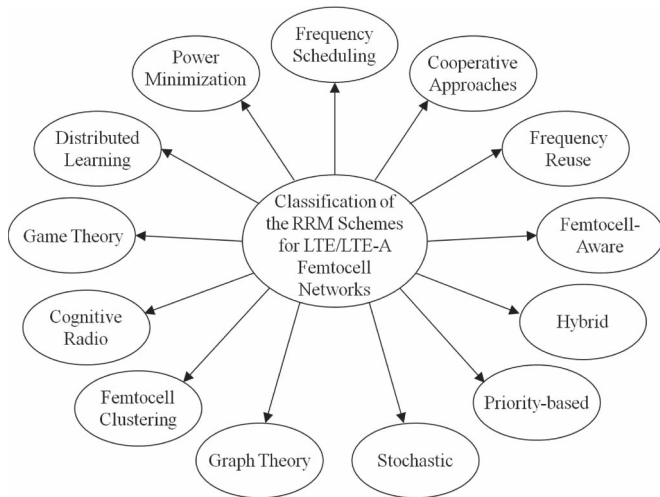 Frequency
Scheduling
Power
Minimization
Cooperative
Approaches
Distributed
Learning
Frequency
Reuse
Classification of
the RRM Schemes
for LTE/LTE-A
Femtocell
Networks
Game Theory
Femtocell-
Aware
Cognitive
Radio
Hybrid
Femtocell
Clustering
Priority-based
Graph Theory
Stochastic